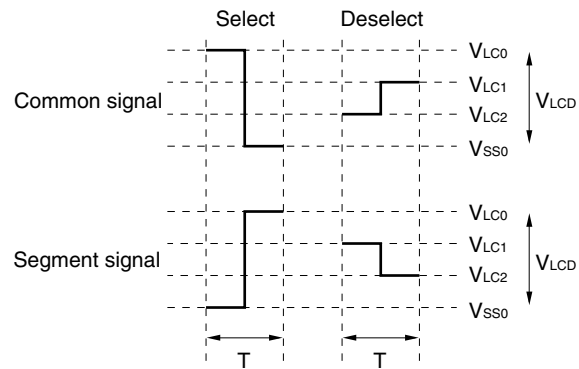 Select Deselect
Common signal
VLC0
VLC1
VLC2
VSS0
VLCD
Segment signal
VLC0
VLC1
VLC2
VSS0
VLCD
T T